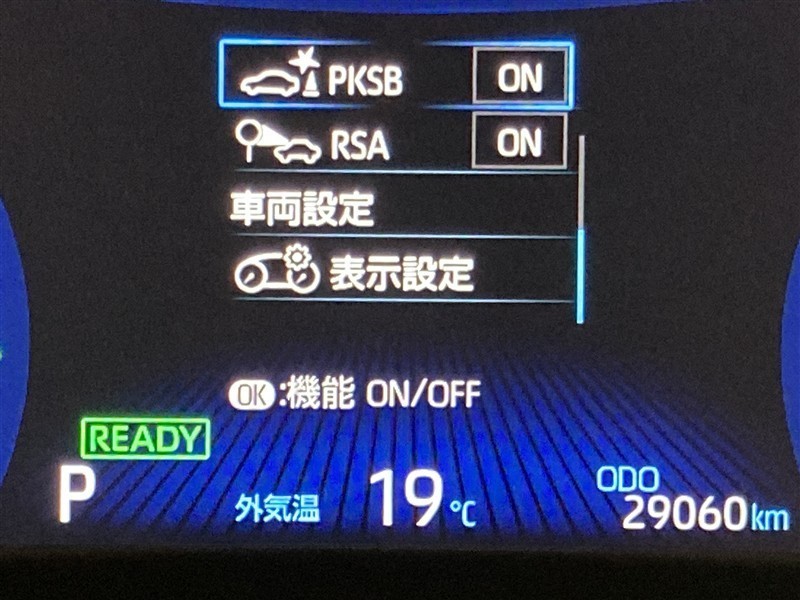 PKSB ON
RSA ON
車両設定
表示設定
OK:機能 ON/OFF
READY
P 外気温 19℃ ODO
29060km